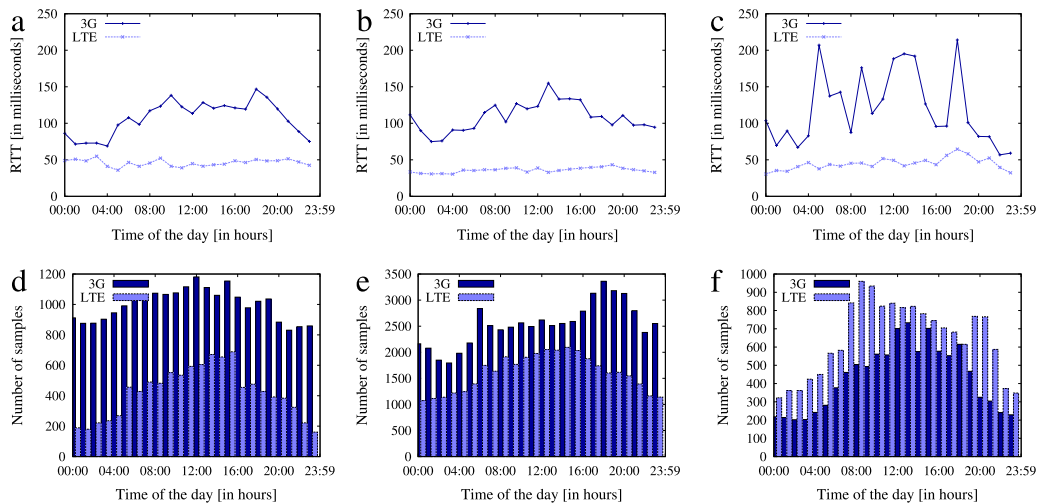 a
3G
LTE
RTT [in milliseconds]
250
200
150
100
50
0
00:00 04:00 08:00 12:00 16:00 20:00 23:59
Time of the day [in hours]
b
3G
LTE
RTT [in milliseconds]
250
200
150
100
50
0
00:00 04:00 08:00 12:00 16:00 20:00 23:59
Time of the day [in hours]
c
3G
LTE
RTT [in milliseconds]
250
200
150
100
50
0
00:00 04:00 08:00 12:00 16:00 20:00 23:59
Time of the day [in hours]
d
3G
LTE
Number of samples
1200
1000
800
600
400
200
0
00:00 04:00 08:00 12:00 16:00 20:00 23:59
Time of the day [in hours]
e
3G
LTE
Number of samples
3500
3000
2500
2000
1500
1000
500
0
00:00 04:00 08:00 12:00 16:00 20:00 23:59
Time of the day [in hours]
f
3G
LTE
Number of samples
1000
900
800
700
600
500
400
300
200
100
0
00:00 04:00 08:00 12:00 16:00 20:00 23:59
Time of the day [in hours]